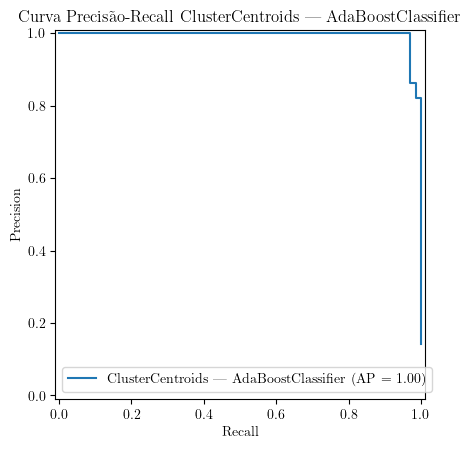 Curva Precisão-Recall ClusterCentroids — AdaBoostClassifier
1.0
0.8
0.6
0.4
0.2
0.0
Precision
ClusterCentroids — AdaBoostClassifier (AP = 1.00)
0.0 0.2 0.4 0.6 0.8 1.0
Recall